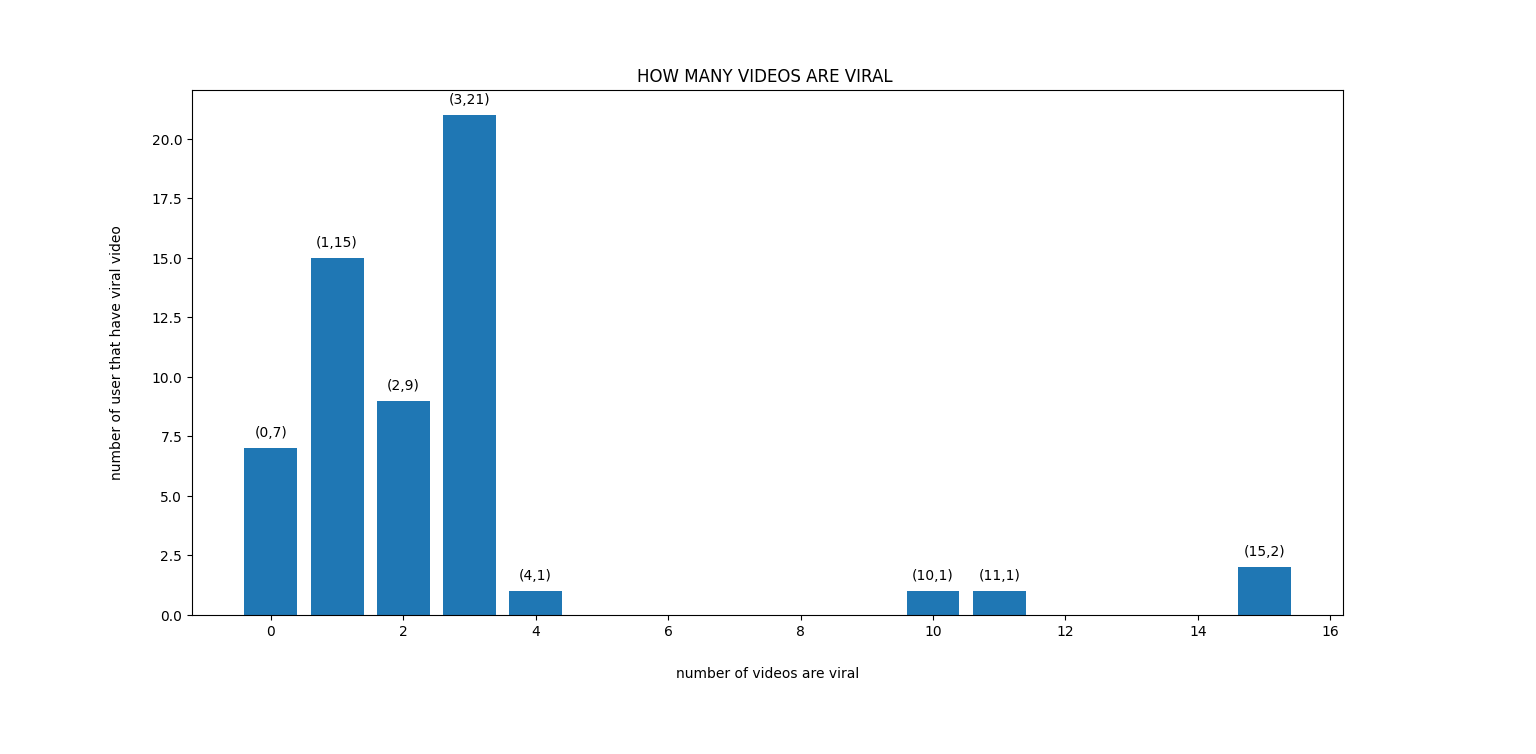 HOW MANY VIDEOS ARE VIRAL
(3,21)
20.0
17.5
(1,15)
15.0
12.5
(2,9)
10.0
(0,7)
7.5
5.0
(15,2)
2.5
(4,1) (10,1) (11,1)
0.0
0 2 4 6 8 10 12 14 16
number of user that have viral video
number of videos are viral